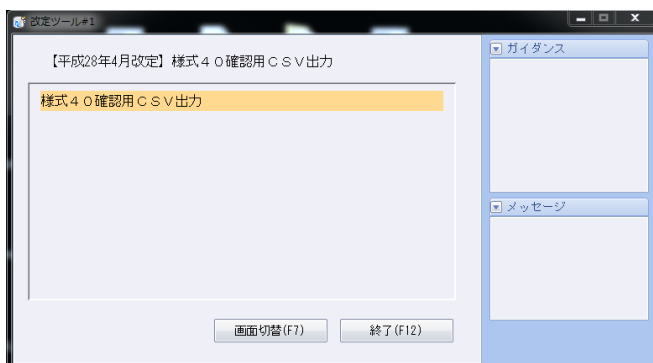 改定ツール#1
【平成28年4月改定】様式４０確認用ＣＳＶ出力
様式４０確認用ＣＳＶ出力
画面切替(F7)
終了(F12)
ガイダンス
メッセージ